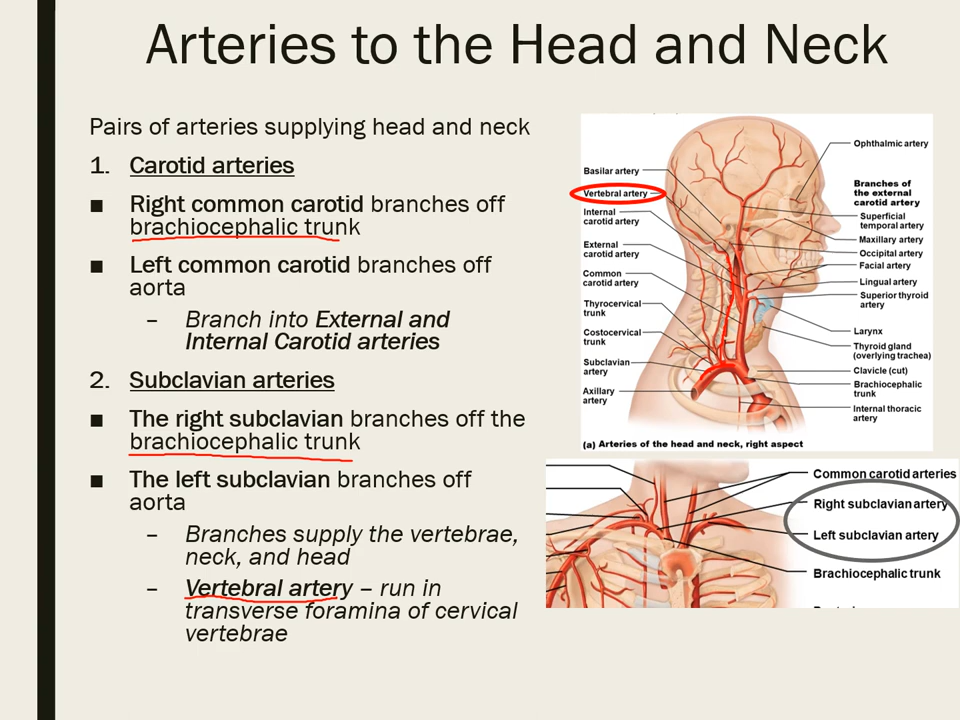 Arteries to the Head and Neck
Pairs of arteries supplying head and neck
1. Carotid arteries
■ Right common carotid branches off
brachiocephalic trunk
■ Left common carotid branches off
aorta
– Branch into External and
Internal Carotid arteries
2. Subclavian arteries
■ The right subclavian branches off the
brachiocephalic trunk
■ The left subclavian branches off
aorta
– Branches supply the vertebrae,
neck, and head
– Vertebral artery – run in
transverse foramina of cervical
vertebrae
Basilar artery
Vertebral artery
Internal
carotid artery
External
carotid artery
Common
carotid artery
Thyrocervical
trunk
Costocervical
trunk
Subclavian
artery
Axillary
artery
Ophthalmic artery
Branches of
the external
carotid artery
Superficial
temporal artery
Maxillary artery
Occipital artery
Facial artery
Lingual artery
Superior thyroid
artery
Larynx
Thyroid gland
(overlying trachea)
Clavicle (cut)
Brachiocephalic
trunk
Internal thoracic
artery
(a) Arteries of the head and neck, right aspect
Common carotid arteries
Right subclavian artery
Left subclavian artery
Brachiocephalic trunk